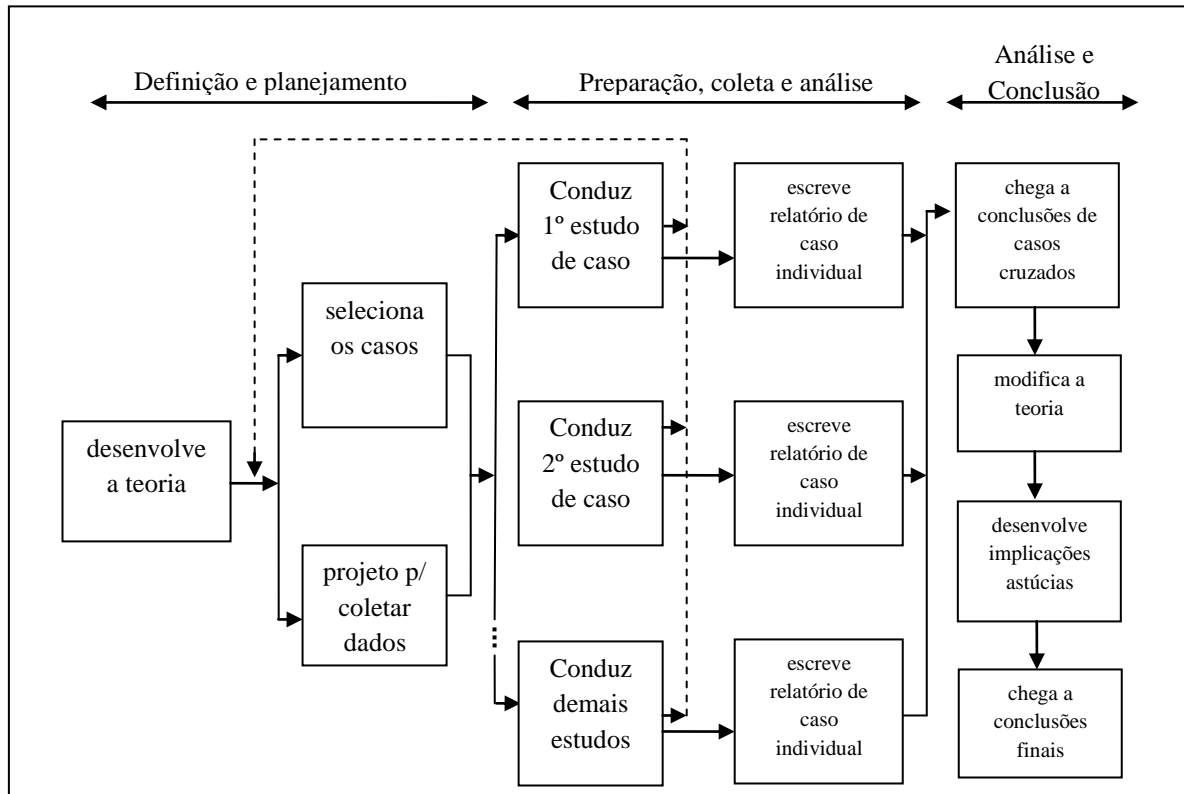 Definição e planejamento
Preparação, coleta e análise
Análise e
Conclusão
desenvolve
a teoria
seleciona
os casos
projeto p/
coletar
dados
Conduz
1º estudo
de caso
escreve
relatório de
caso
individual
Conduz
2º estudo
de caso
escreve
relatório de
caso
individual
Conduz
demais
estudos
escreve
relatório de
caso
individual
chega a
conclusões de
casos
cruzados
modifica a
teoria
desenvolve
implicações
astúcias
chega a
conclusões
finais